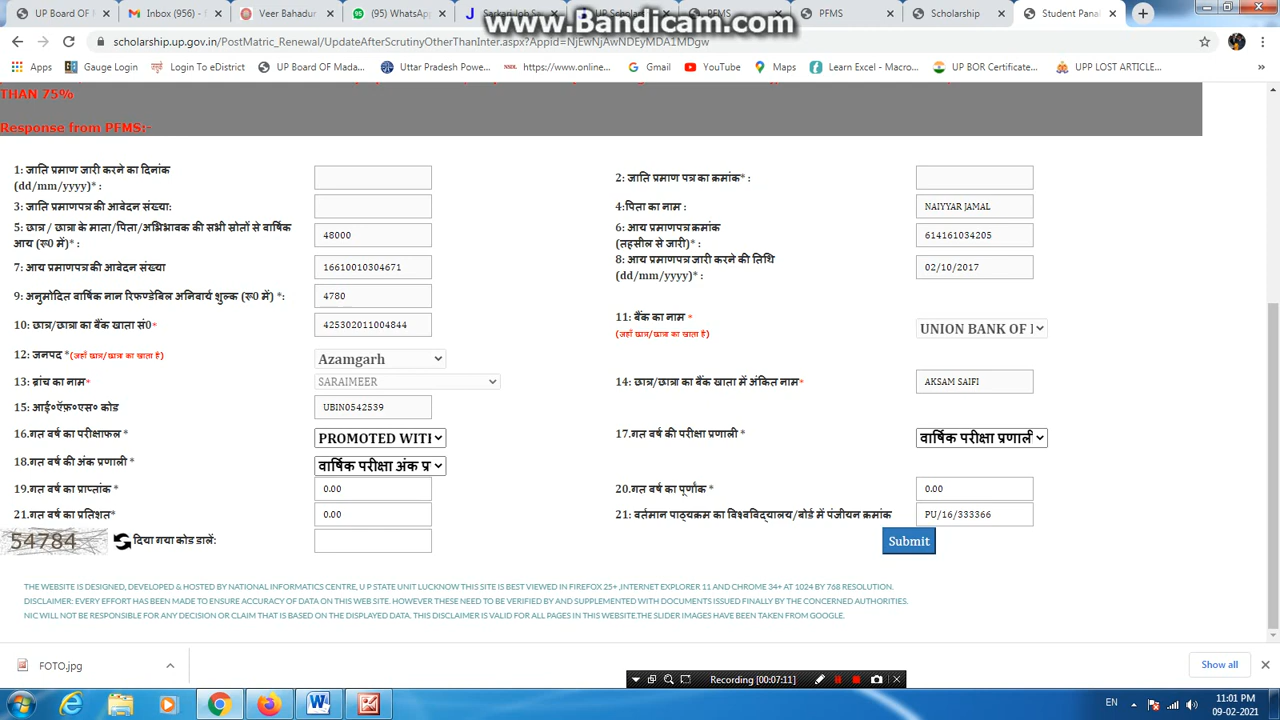 UP BOARD OF M
Inbox (956) -
Veer Bahadur
(95) WhatsApp
Sarkari Job S
PMS
PFMS
Scholarship
Student Panel
www.Bandicam.com
scholarship.up.gov.in/PostMatric_Renewal/UpdateAfterScrutinyOtherThanInter.aspx?Appid=NjEwNjAwNDEyMDA1MDgw
Apps
Gauge Login
Login To eDistrict
UP Board OF Mada...
Uttar Pradesh Powe...
https://www.online...
Gmail
YouTube
Maps
Learn Excel - Macro...
UP BOR Certificate...
UPP LOST ARTICLE...
THAN 75%
Response from PFMS:-
1: जाति प्रमाण जारी करने का दिनांक
(dd/mm/yyyy)* :
2: जाति प्रमाण पत्र का क्रमांक* :
3: जाति प्रमाणपत्र की आवेदन संख्या:
4:पिता का नाम :
NAIYYAR JAMAL
5: छात्र / छात्रा के माता/पिता/अभिभावक की सभी स्रोतों से वार्षिक
आय (रू0 में)* :
48000
6: आय प्रमाणपत्र क्रमांक
(तहसील से जारी)* :
614161034205
7: आय प्रमाणपत्र की आवेदन संख्या
16610010304671
8: आय प्रमाणपत्र जारी करने की तिथि
(dd/mm/yyyy)* :
02/10/2017
9: अनुमोदित वार्षिक नान रिफण्डेबिल अनिवार्य शुल्क (रू0 में) *:
4780
10: छात्र/छात्रा का बैंक खाता सं0*
425302011004844
11: बैंक का नाम *
(जहाँ छात्र/छात्रा का खाता है)
UNION BANK OF I
12: जनपद *(जहाँ छात्र/छात्रा का खाता है)
Azamgarh
13: ब्रांच का नाम*
SARAIMEER
14: छात्र/छात्रा का बैंक खाता में अंकित नाम*
AKSAM SAIFI
15: आई०ऍफ़०एस० कोड
UBIN0542539
16.गत वर्ष का परीक्षाफल *
PROMOTED WITH
17.गत वर्ष की परीक्षा प्रणाली *
वार्षिक परीक्षा प्रणाली
18.गत वर्ष की अंक प्रणाली *
वार्षिक परीक्षा अंक प्र
19.गत वर्ष का प्राप्तांक *
0.00
20.गत वर्ष का पूर्णांक *
0.00
21.गत वर्ष का प्रतिशत*
0.00
21: वर्तमान पाठ्यक्रम का विश्वविद्यालय/बोर्ड में पंजीयन क्रमांक
PU/16/333366
54784
दिया गया कोड डालें:
Submit
THE WEBSITE IS DESIGNED, DEVELOPED & HOSTED BY NATIONAL INFORMATICS CENTRE, U P STATE UNIT LUCKNOW THIS SITE IS BEST VIEWED IN FIREFOX 25+ ,INTERNET EXPLORER 11 AND CHROME 34+ AT 1024 BY 768 RESOLUTION.
DISCLAIMER: EVERY EFFORT HAS BEEN MADE TO ENSURE ACCURACY OF DATA ON THIS WEB SITE. HOWEVER THESE NEED TO BE VERIFIED BY AND SUPPLEMENTED WITH DOCUMENTS ISSUED FINALLY BY THE CONCERNED AUTHORITIES.
NIC WILL NOT BE RESPONSIBLE FOR ANY DECISION OR CLAIM THAT IS BASED ON THE DISPLAYED DATA. THIS DISCLAIMER IS VALID FOR ALL PAGES IN THIS WEBSITE.THE SLIDER IMAGES HAVE BEEN TAKEN FROM GOOGLE.
FOTO.jpg
Show all
Recording [00:07:11]
EN
11:01 PM
09-02-2021